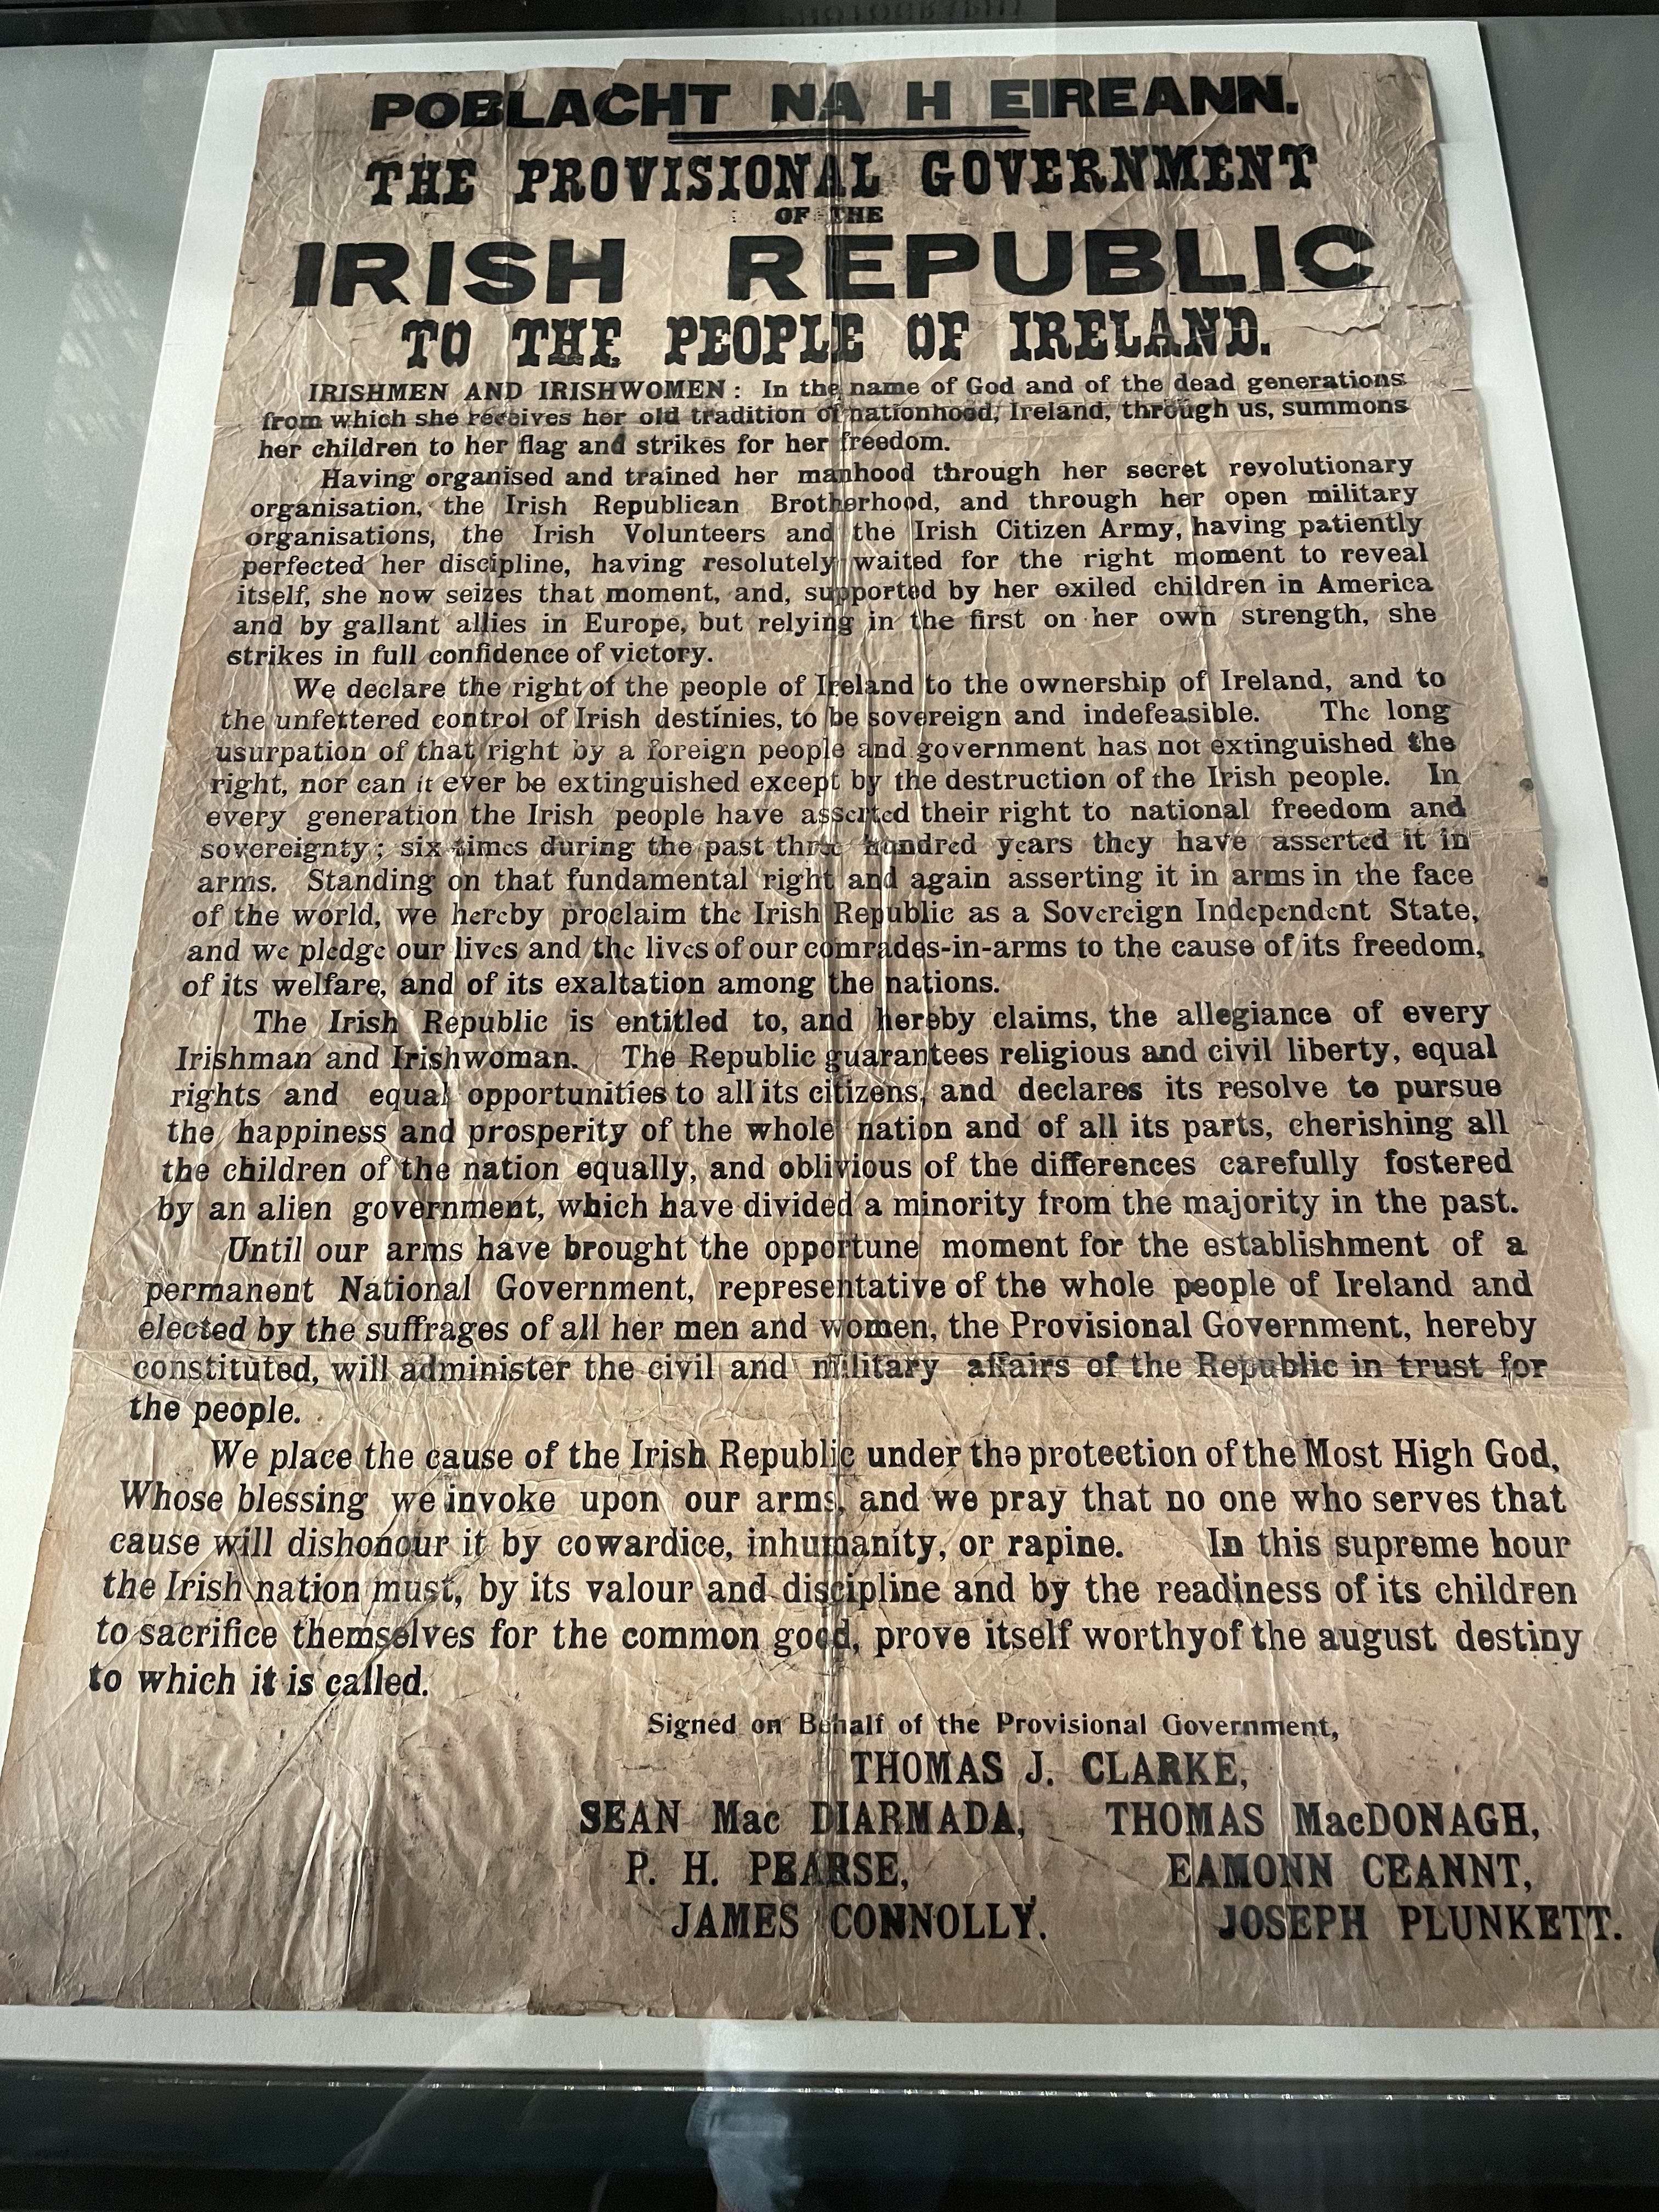 POBLACHT NA H EIREANN.
THE PROVISIONAL GOVERNMENT
OF THE
IRISH REPUBLIC
TO THE PEOPLE OF IRELAND.
IRISHMEN AND IRISHWOMEN: In the name of God and of the dead generations
from which she receives her old tradition of nationhood, Ireland, through us, summons
her children to her flag and strikes for her freedom.
Having organised and trained her manhood through her secret revolutionary
organisation, the Irish Republican Brotherhood, and through her open military
organisations, the Irish Volunteers and the Irish Citizen Army, having patiently
perfected her discipline, having resolutely waited for the right moment to reveal
itself, she now seizes that moment, and, supported by her exiled children in America
and by gallant allies in Europe, but relying in the first on her own strength, she
strikes in full confidence of victory.
We declare the right of the people of Ireland to the ownership of Ireland, and to
the unfettered control of Irish destinies, to be sovereign and indefeasible. The long
usurpation of that right by a foreign people and government has not extinguished the
right, nor can it ever be extinguished except by the destruction of the Irish people. In
every generation the Irish people have asserted their right to national freedom and
sovereignty; six times during the past three hundred years they have asserted it in
arms. Standing on that fundamental right and again asserting it in arms in the face
of the world, we hereby proclaim the Irish Republic as a Sovereign Independent State,
and we pledge our lives and the lives of our comrades-in-arms to the cause of its freedom,
of its welfare, and of its exaltation among the nations.
The Irish Republic is entitled to, and hereby claims, the allegiance of every
Irishman and Irishwoman. The Republic guarantees religious and civil liberty, equal
rights and equal opportunities to all its citizens, and declares its resolve to pursue
the happiness and prosperity of the whole nation and of all its parts, cherishing all
the children of the nation equally, and oblivious of the differences carefully fostered
by an alien government, which have divided a minority from the majority in the past.
Until our arms have brought the opportune moment for the establishment of a
permanent National Government, representative of the whole people of Ireland and
elected by the suffrages of all her men and women, the Provisional Government, hereby
constituted, will administer the civil and military affairs of the Republic in trust for
the people.
We place the cause of the Irish Republic under the protection of the Most High God,
Whose blessing we invoke upon our arms, and we pray that no one who serves that
cause will dishonour it by cowardice, inhumanity, or rapine. In this supreme hour
the Irish nation must, by its valour and discipline and by the readiness of its children
to sacrifice themselves for the common good, prove itself worthy of the august destiny
to which it is called.
Signed on Behalf of the Provisional Government,
THOMAS J. CLARKE,
SEAN Mac DIARMADA, THOMAS MacDONAGH,
P. H. PEARSE, EAMONN CEANNT,
JAMES CONNOLLY. JOSEPH PLUNKETT.